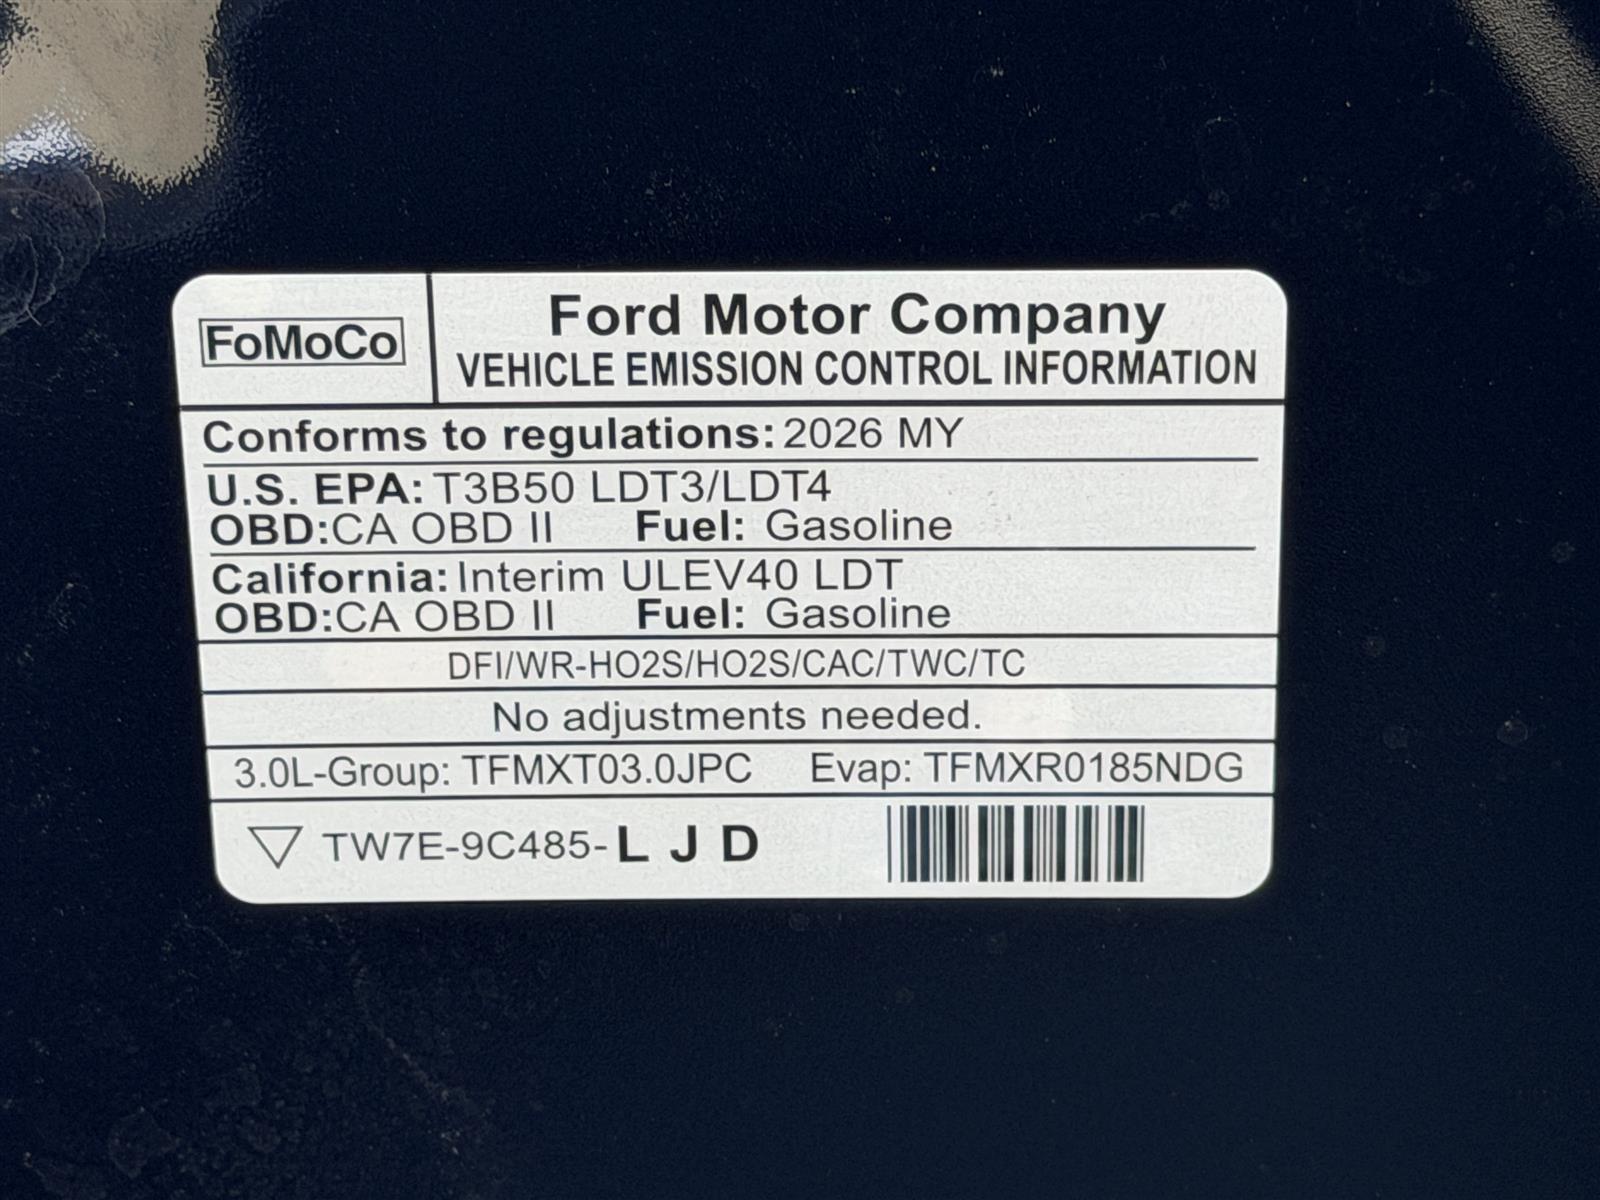 FoMoCo
Ford Motor Company
VEHICLE EMISSION CONTROL INFORMATION
Conforms to regulations: 2026 MY
U.S. EPA: T3B50 LDT3/LDT4
OBD:CA OBD II Fuel: Gasoline
California: Interim ULEV40 LDT
OBD:CA OBD II Fuel: Gasoline
DFI/WR-HO2S/HO2S/CAC/TWC/TC
No adjustments needed.
3.0L-Group: TFMXT03.0JPC Evap: TFMXR0185NDG
TW7E-9C485-L J D